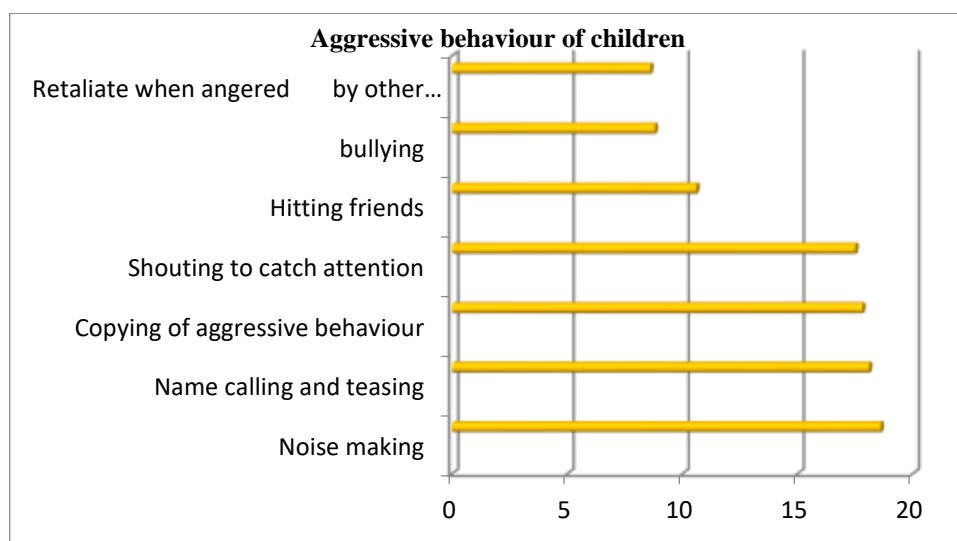 Aggressive behaviour of children
Retaliate when angered by other…
bullying
Hitting friends
Shouting to catch attention
Copying of aggressive behaviour
Name calling and teasing
Noise making
0 5 10 15 20